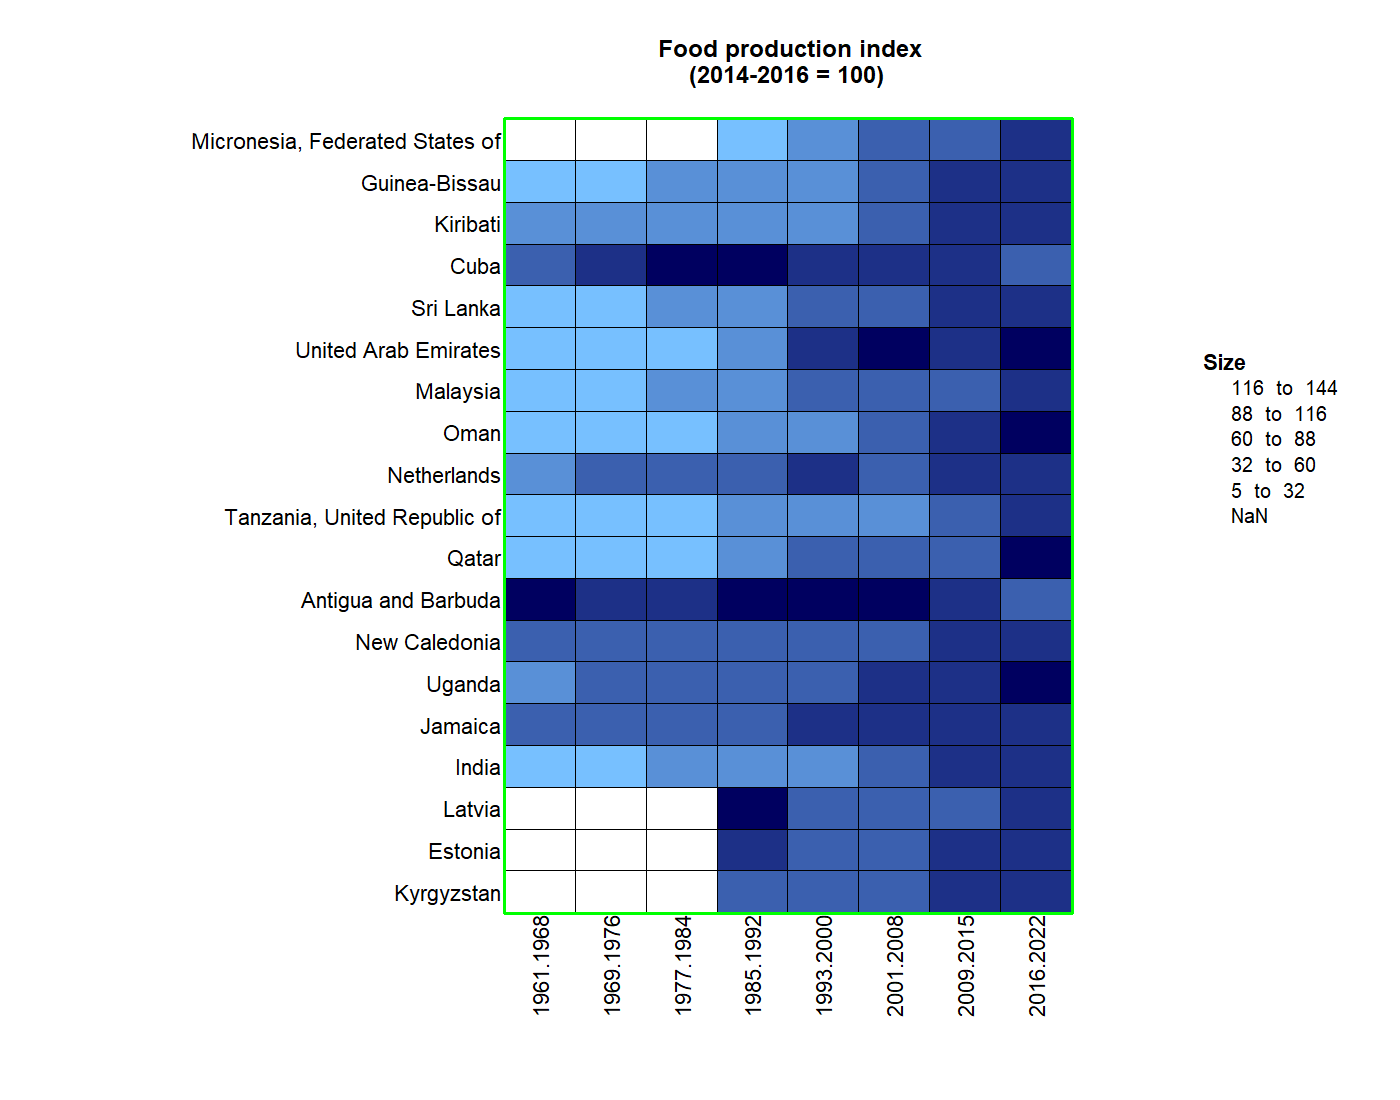 Food production index
(2014-2016 = 100)
Micronesia, Federated States of
Guinea-Bissau
Kiribati
Cuba
Sri Lanka
United Arab Emirates
Malaysia
Oman
Netherlands
Tanzania, United Republic of
Qatar
Antigua and Barbuda
New Caledonia
Uganda
Jamaica
India
Latvia
Estonia
Kyrgyzstan
1961.1968
1969.1976
1977.1984
1985.1992
1993.2000
2001.2008
2009.2015
2016.2022
Size
116 to 144
88 to 116
60 to 88
32 to 60
5 to 32
NaN